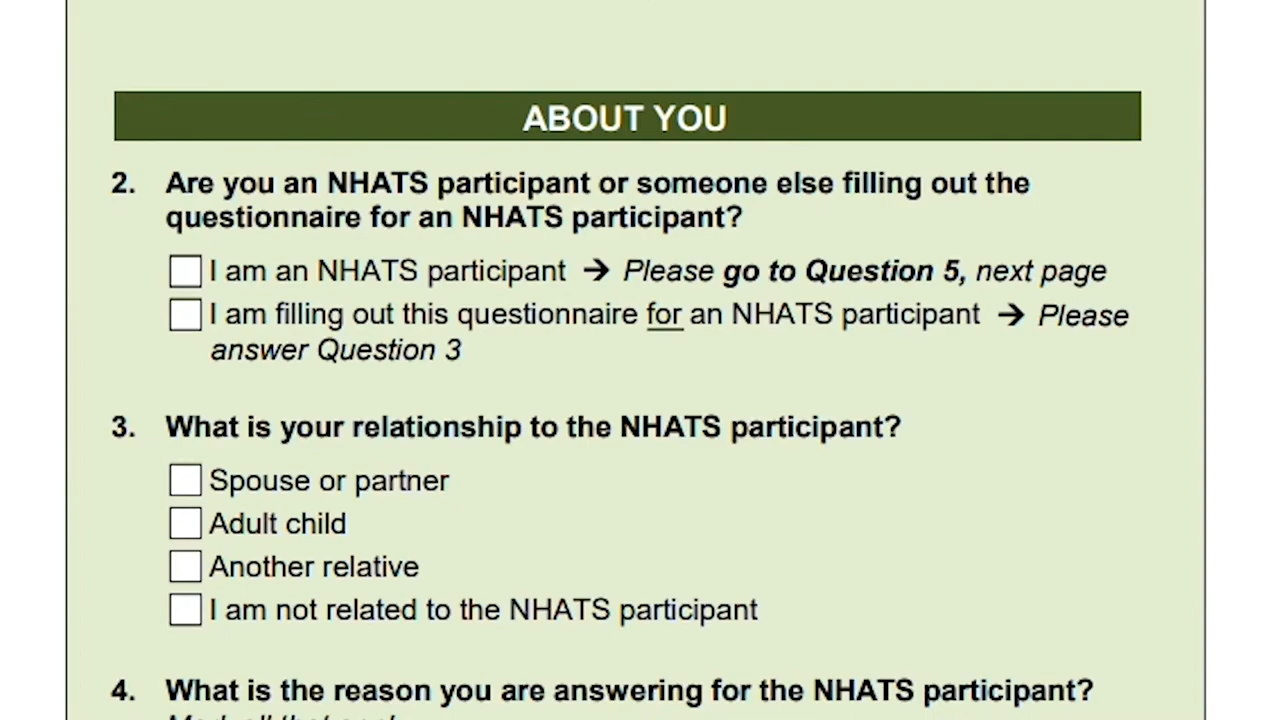 ABOUT YOU
2. Are you an NHATS participant or someone else filling out the
questionnaire for an NHATS participant?
I am an NHATS participant → Please go to Question 5, next page
I am filling out this questionnaire for an NHATS participant → Please
answer Question 3
3. What is your relationship to the NHATS participant?
Spouse or partner
Adult child
Another relative
I am not related to the NHATS participant
4. What is the reason you are answering for the NHATS participant?